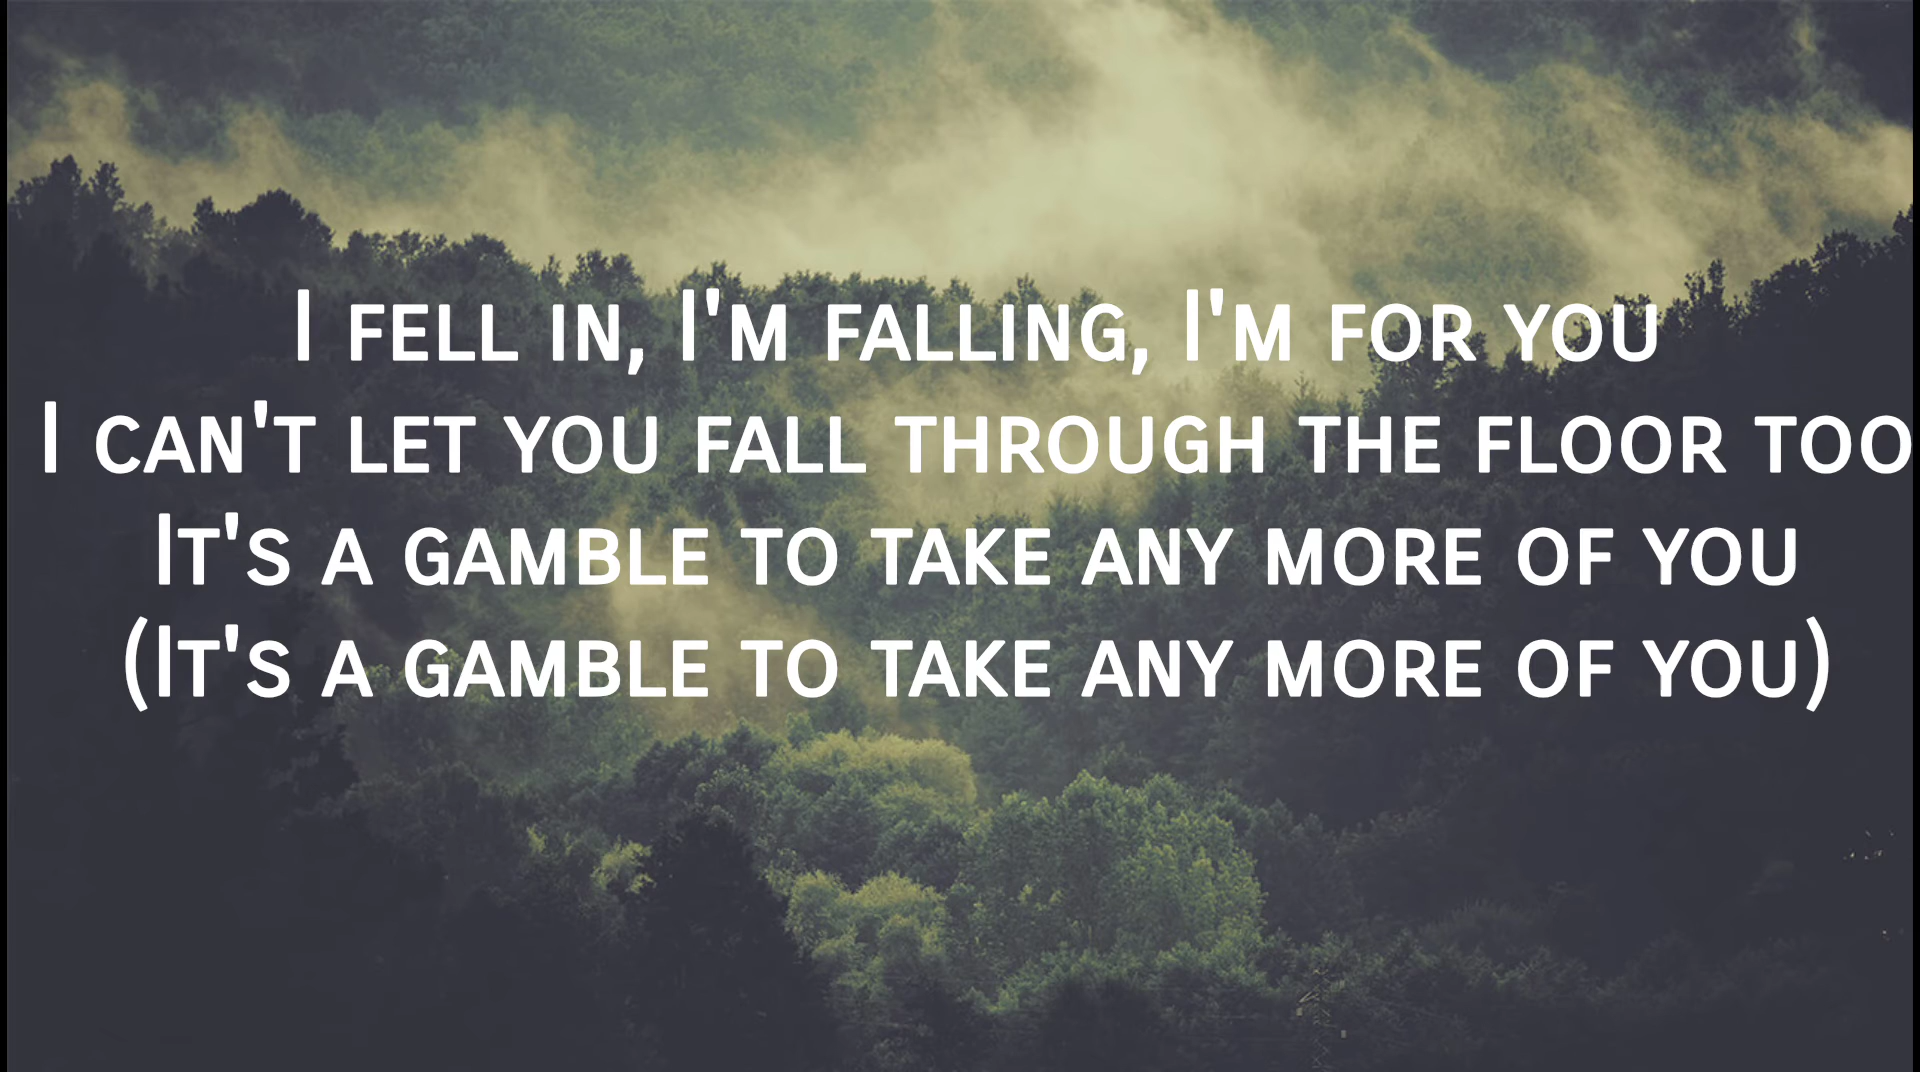 I fell in, I'm falling, I'm for you
I can't let you fall through the floor too
It's a gamble to take any more of you
(It's a gamble to take any more of you)